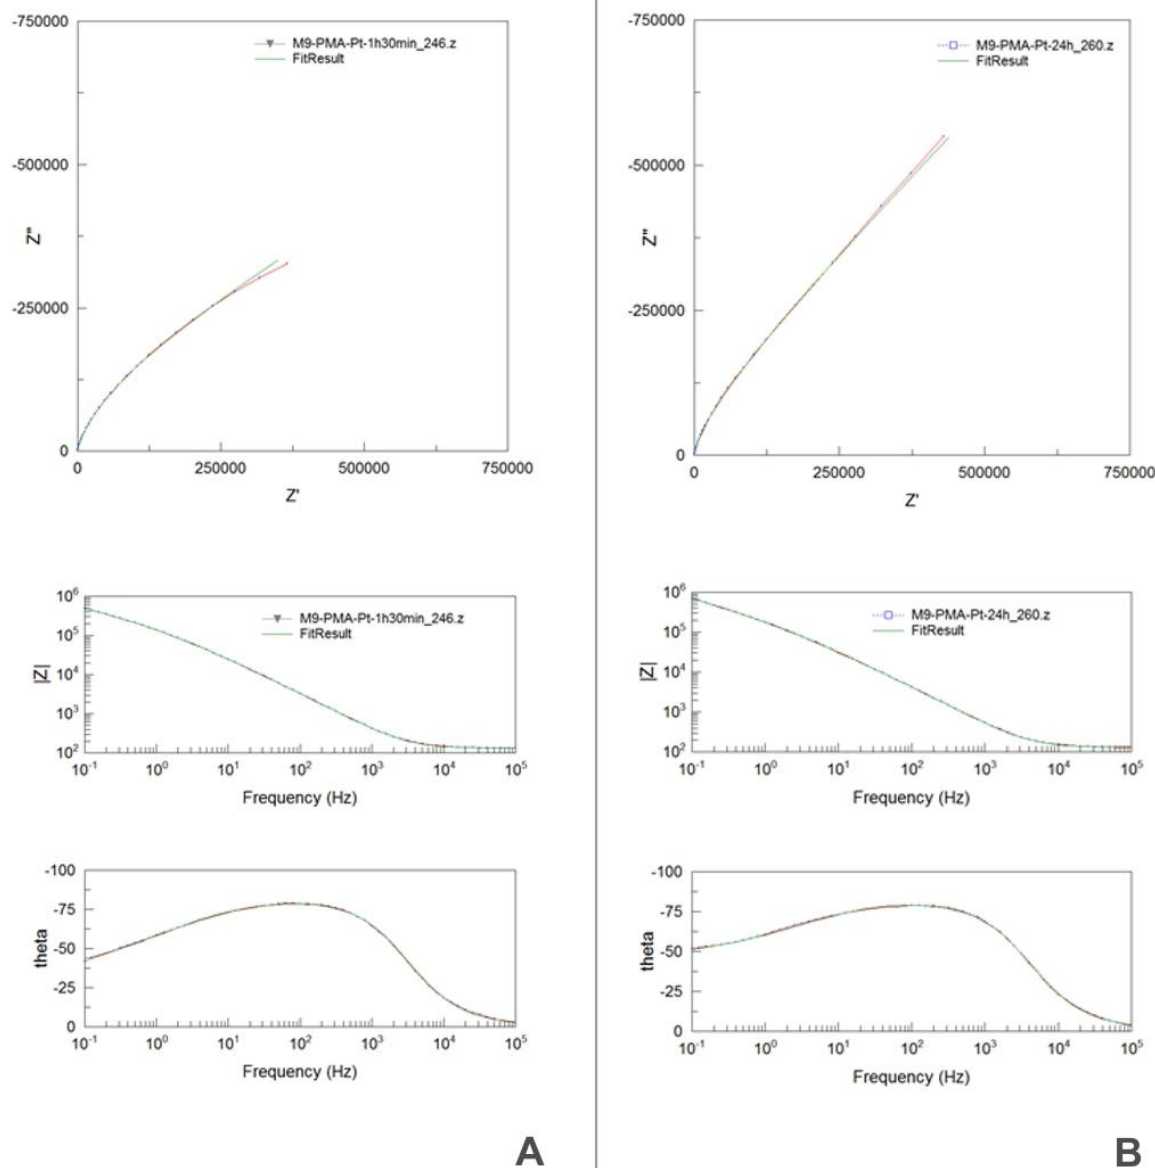 -750000
M9-PMA-Pt-1h30min_246.z
FitResult
-500000
Z"
-250000
0
0 250000 500000 750000
Z'
10^6
M9-PMA-Pt-1h30min_246.z
FitResult
10^5
|Z|
10^4
10^3
10^2
10^-1 10^0 10^1 10^2 10^3 10^4 10^5
Frequency (Hz)
-100
-75
theta
-50
-25
0
10^-1 10^0 10^1 10^2 10^3 10^4 10^5
Frequency (Hz)
A
-750000
M9-PMA-Pt-24h_260.z
FitResult
-500000
Z"
-250000
0
0 250000 500000 750000
Z'
10^6
M9-PMA-Pt-24h_260.z
FitResult
10^5
|Z|
10^4
10^3
10^2
10^-1 10^0 10^1 10^2 10^3 10^4 10^5
Frequency (Hz)
-100
-75
theta
-50
-25
0
10^-1 10^0 10^1 10^2 10^3 10^4 10^5
Frequency (Hz)
B